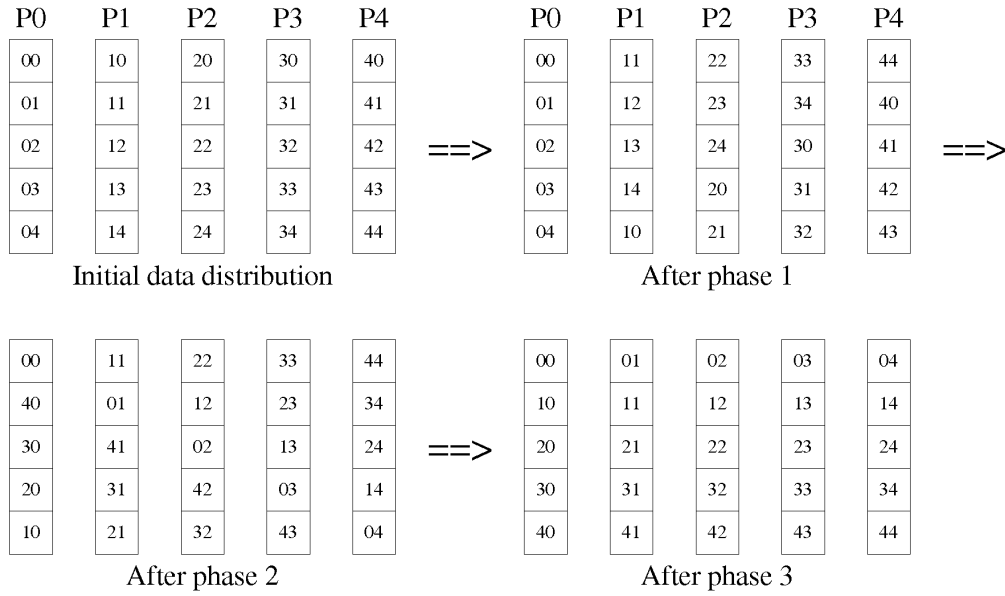 P0 P1 P2 P3 P4 P0 P1 P2 P3 P4
00 10 20 30 40 00 11 22 33 44
01 11 21 31 41 01 12 23 34 40
02 12 22 32 42 ==> 02 13 24 30 41 ==>
03 13 23 33 43 03 14 20 31 42
04 14 24 34 44 04 10 21 32 43
Initial data distribution After phase 1
00 11 22 33 44 00 01 02 03 04
40 01 12 23 34 10 11 12 13 14
30 41 02 13 24 ==> 20 21 22 23 24
20 31 42 03 14 30 31 32 33 34
10 21 32 43 04 40 41 42 43 44
After phase 2 After phase 3